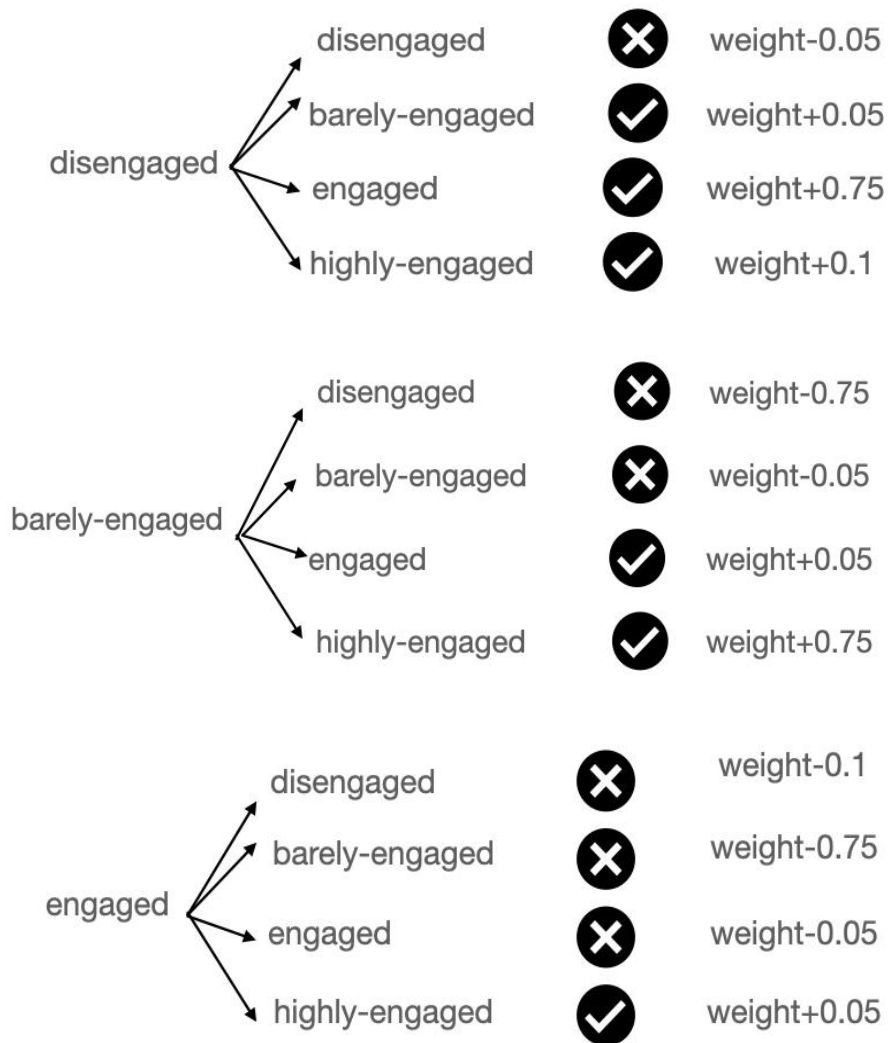 disengaged weight-0.05
barely-engaged weight+0.05
disengaged
engaged weight+0.75
highly-engaged weight+0.1
disengaged weight-0.75
barely-engaged weight-0.05
barely-engaged
engaged weight+0.05
highly-engaged weight+0.75
disengaged weight-0.1
barely-engaged weight-0.75
engaged
engaged weight-0.05
highly-engaged weight+0.05